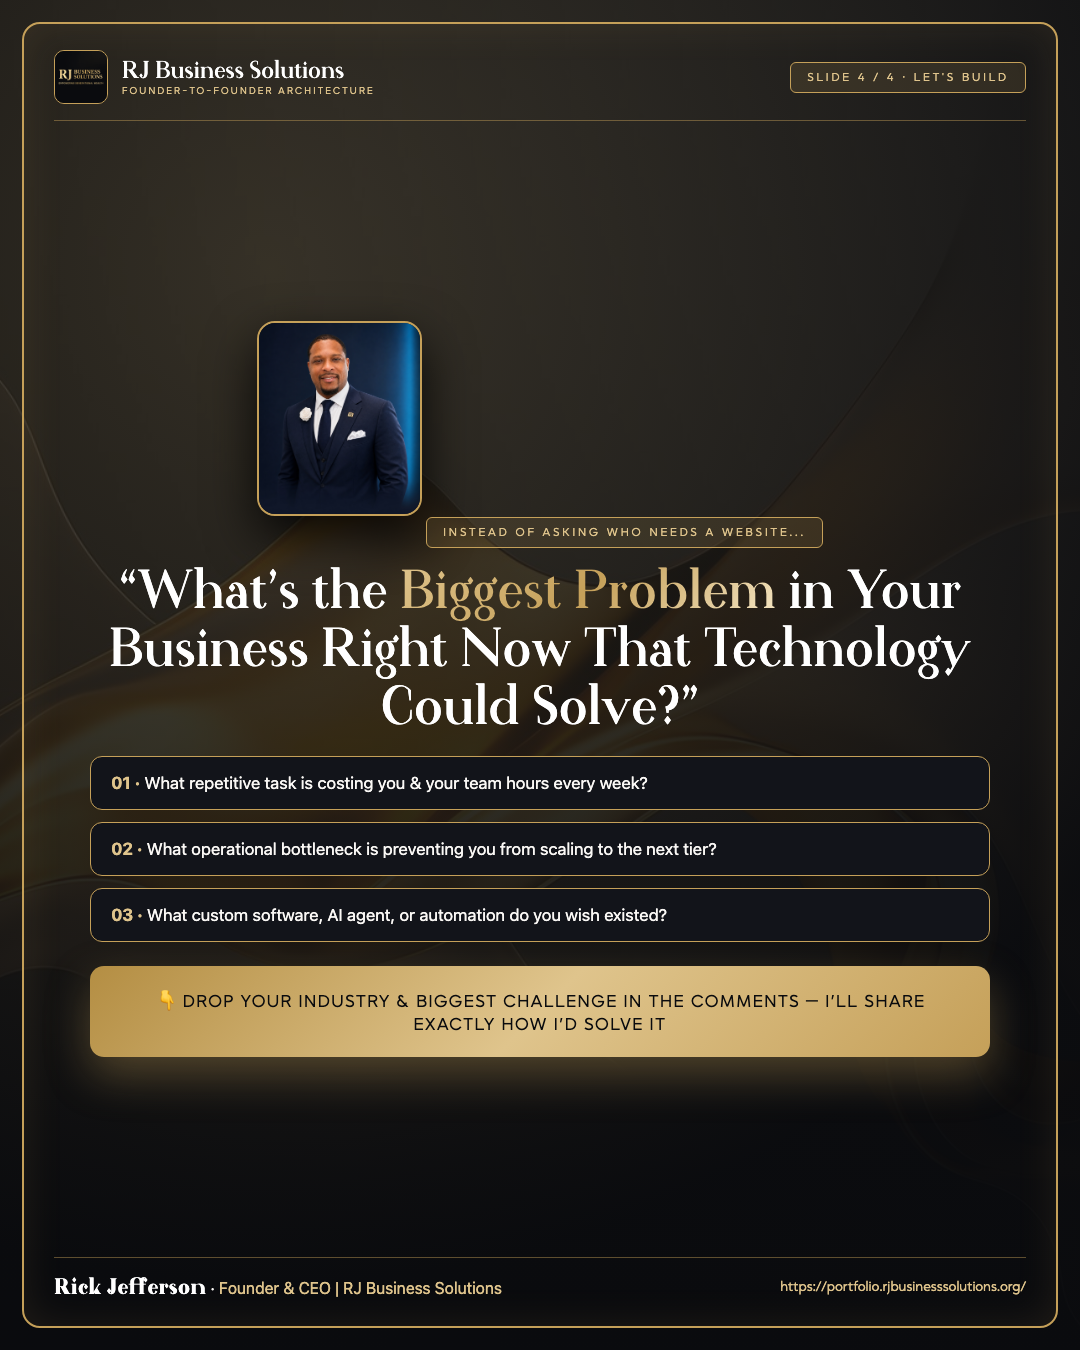 RJ BUSINESS
SOLUTIONS
RJ Business Solutions
FOUNDER-TO-FOUNDER ARCHITECTURE
SLIDE 4 / 4 · LET'S BUILD
INSTEAD OF ASKING WHO NEEDS A WEBSITE...
“What’s the Biggest Problem in Your
Business Right Now That Technology
Could Solve?”
01 · What repetitive task is costing you & your team hours every week?
02 · What operational bottleneck is preventing you from scaling to the next tier?
03 · What custom software, AI agent, or automation do you wish existed?
👇 DROP YOUR INDUSTRY & BIGGEST CHALLENGE IN THE COMMENTS — I’LL SHARE
EXACTLY HOW I’D SOLVE IT
Rick Jefferson · Founder & CEO | RJ Business Solutions
https://portfolio.rjbusinesssolutions.org/